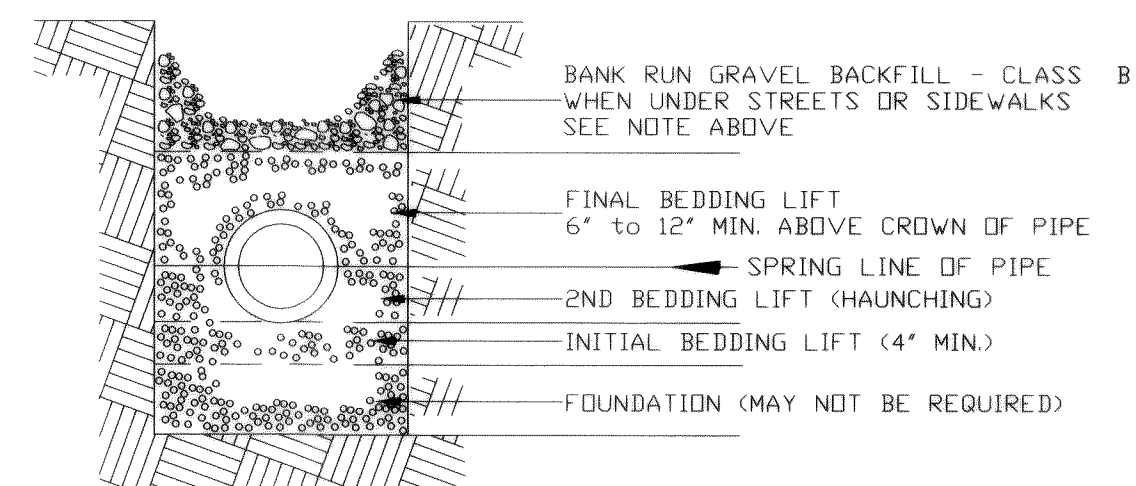 BANK RUN GRAVEL BACKFILL - CLASS B
WHEN UNDER STREETS OR SIDEWALKS
SEE NOTE ABOVE
FINAL BEDDING LIFT
6" to 12" MIN. ABOVE CROWN OF PIPE
SPRING LINE OF PIPE
2ND BEDDING LIFT (HAUNCHING)
INITIAL BEDDING LIFT (4" MIN.)
FOUNDATION (MAY NOT BE REQUIRED)